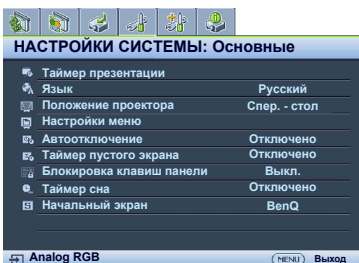 НАСТРОЙКИ СИСТЕМЫ: Основные
Таймер презентации
Язык Русский
Положение проектора Спер. - стол
Настройки меню
Автоотключение Отключено
Таймер пустого экрана Отключено
Блокировка клавиш панели Выкл.
Таймер сна Отключено
Начальный экран BenQ
Analog RGB MENU Выход